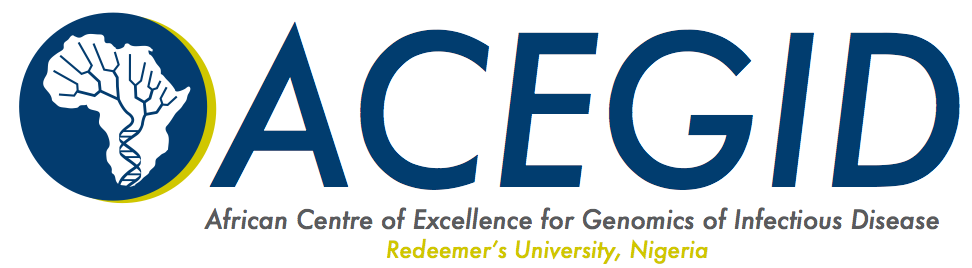 ACEGID
African Centre of Excellence for Genomics of Infectious Disease
Redeemer's University, Nigeria